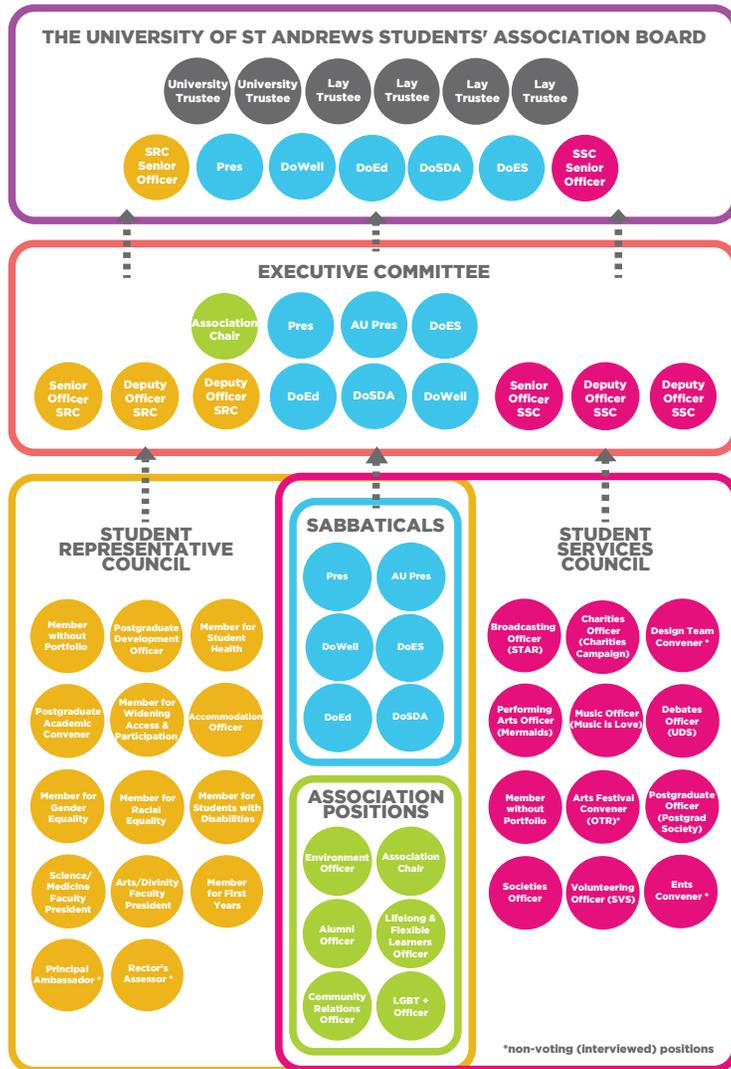 THE UNIVERSITY OF ST ANDREWS STUDENTS' ASSOCIATION BOARD
University
Trustee
University
Trustee
Lay
Trustee
Lay
Trustee
Lay
Trustee
Lay
Trustee
SRC
Senior
Officer
Pres
DoWell
DoEd
DoSDA
DoES
SSC
Senior
Officer
EXECUTIVE COMMITTEE
Association
Chair
Pres
AU Pres
DoES
Senior
Officer
SRC
Deputy
Officer
SRC
Deputy
Officer
SRC
DoEd
DoSDA
DoWell
Senior
Officer
SSC
Deputy
Officer
SSC
Deputy
Officer
SSC
STUDENT
REPRESENTATIVE
COUNCIL
Member
without
Portfolio
Postgraduate
Development
Officer
Member for
Student
Health
Postgraduate
Academic
Convener
Member for
Widening
Access &
Participation
Accommodation
Officer
Member for
Gender
Equality
Member for
Racial
Equality
Member for
Students with
Disabilities
Science/
Medicine
Faculty
President
Arts/Divinity
Faculty
President
Member
for First
Years
Principal
Ambassador *
Rector's
Assessor *
SABBATICALS
Pres
AU Pres
DoWell
DoES
DoEd
DoSDA
ASSOCIATION
POSITIONS
Environment
Officer
Association
Chair
Alumni
Officer
Lifelong &
Flexible
Learners
Officer
Community
Relations
Officer
LGBT +
Officer
STUDENT
SERVICES
COUNCIL
Broadcasting
Officer
(STAR)
Charities
Officer
(Charities
Campaign)
Design Team
Convener *
Performing
Arts Officer
(Mermaids)
Music Officer
(Music is Love)
Debates
Officer
(UDS)
Member
without
Portfolio
Arts Festival
Convener
(OTR)*
Postgraduate
Officer
(Postgrad
Society)
Societies
Officer
Volunteering
Officer (SVS)
Ents
Convener *
*non-voting (interviewed) positions